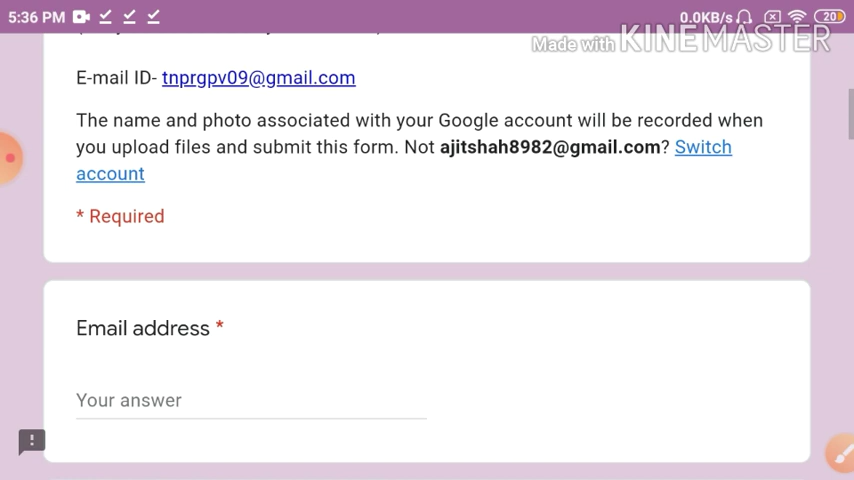 5:36 PM 0.0KB/s 20
Made with KINEMASTER
E-mail ID- tnprgpv09@gmail.com
The name and photo associated with your Google account will be recorded when
you upload files and submit this form. Not ajitshah8982@gmail.com? Switch
account
* Required
Email address *
Your answer